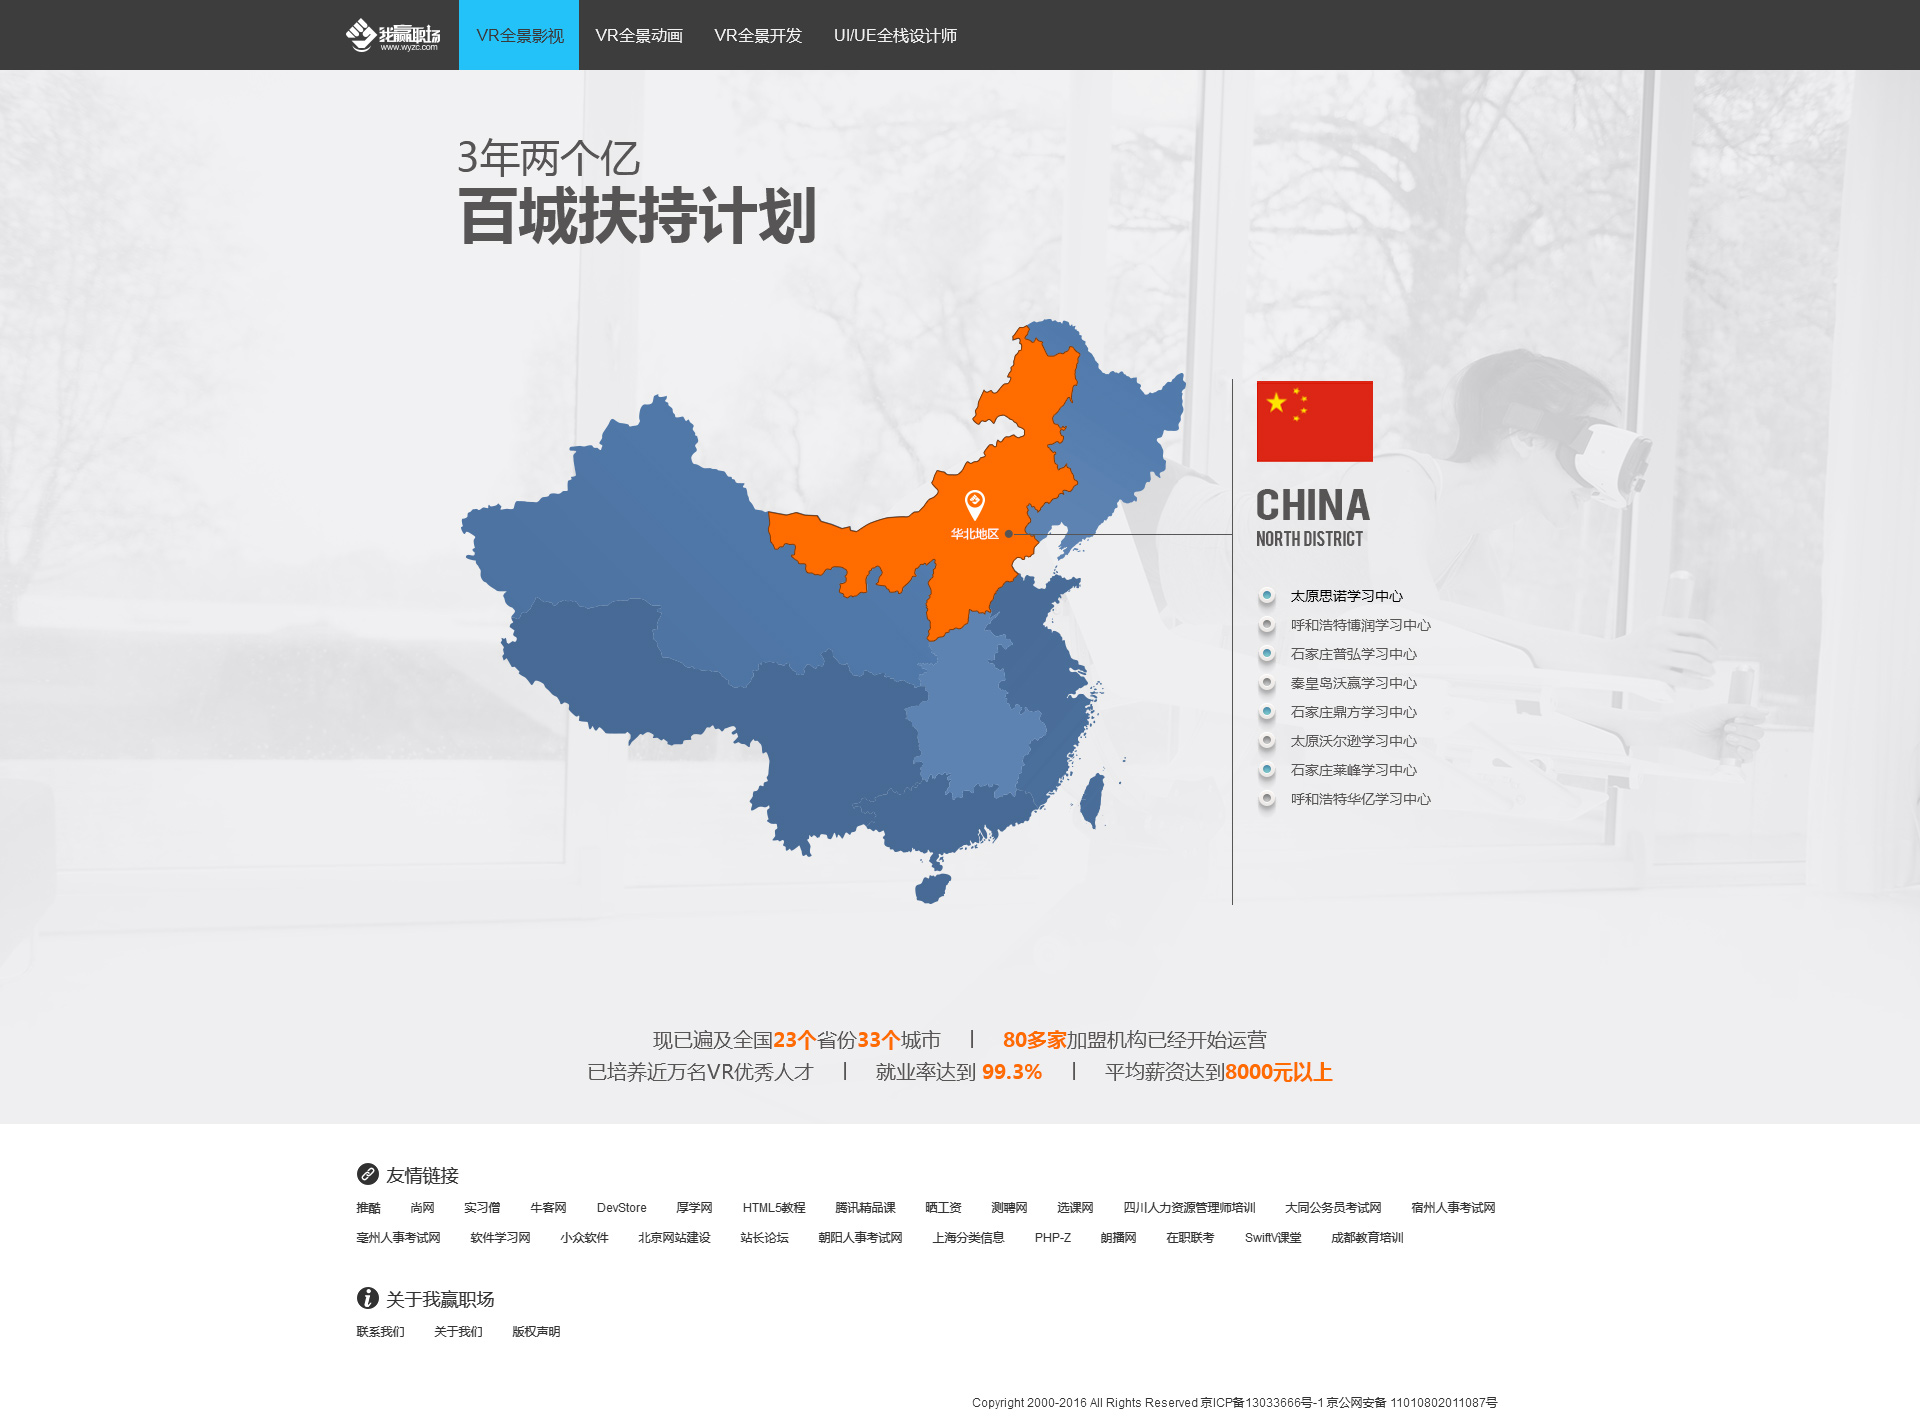 我赢职场
www.wyzc.com
VR全景影视 VR全景动画 VR全景开发 UI/UE全栈设计师
3年两个亿
百城扶持计划
华北地区
CHINA
NORTH DISTRICT
太原思诺学习中心
呼和浩特博润学习中心
石家庄普弘学习中心
秦皇岛沃赢学习中心
石家庄鼎方学习中心
太原沃尔逊学习中心
石家庄莱峰学习中心
呼和浩特华亿学习中心
现已遍及全国23个省份33个城市 | 80多家加盟机构已经开始运营
已培养近万名VR优秀人才 | 就业率达到 99.3% | 平均薪资达到8000元以上
友情链接
推酷 尚网 实习僧 牛客网 DevStore 厚学网 HTML5教程 腾讯精品课 晒工资 测聘网 选课网 四川人力资源管理师培训 大同公务员考试网 宿州人事考试网
亳州人事考试网 软件学习网 小众软件 北京网站建设 站长论坛 朝阳人事考试网 上海分类信息 PHP-Z 朗播网 在职联考 SwiftV课堂 成都教育培训
关于我赢职场
联系我们 关于我们 版权声明
Copyright 2000-2016 All Rights Reserved 京ICP备13033666号-1 京公网安备 11010802011087号